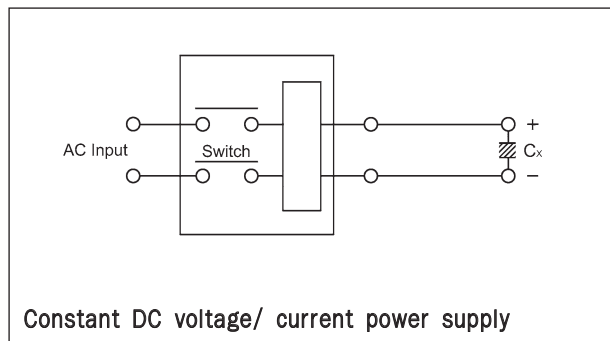 +
AC Input
Switch
Cx
−
Constant DC voltage/ current power supply